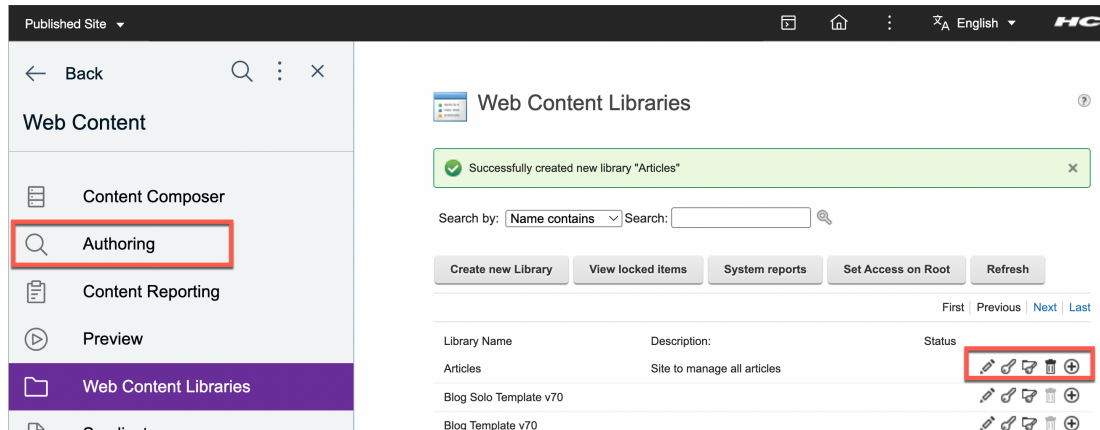 Published Site
English
HC
Back
Web Content
Content Composer
Authoring
Content Reporting
Preview
Web Content Libraries
Web Content Libraries
?
Successfully created new library "Articles"
Search by: Name contains Search:
Create new Library View locked items System reports Set Access on Root Refresh
First Previous Next Last
Library Name Description: Status
Articles Site to manage all articles
Blog Solo Template v70
Blog Template v70